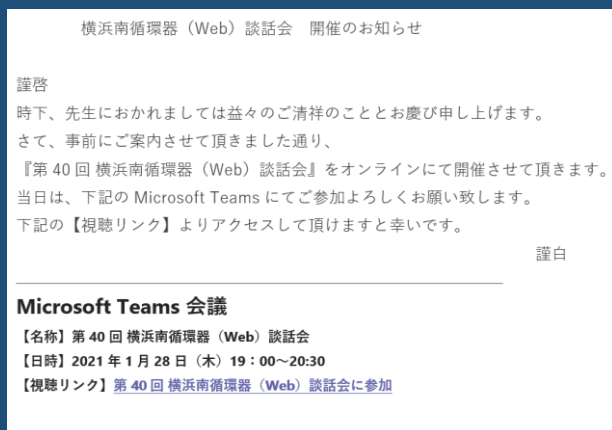 横浜南循環器（Web）談話会　開催のお知らせ
謹啓
時下、先生におかれましては益々のご清祥のこととお慶び申し上げます。
さて、事前にご案内させて頂きました通り、
『第 40 回 横浜南循環器（Web）談話会』をオンラインにて開催させて頂きます。
当日は、下記の Microsoft Teams にてご参加よろしくお願い致します。
下記の【視聴リンク】よりアクセスして頂けますと幸いです。
謹白
Microsoft Teams 会議
【名称】第 40 回 横浜南循環器（Web）談話会
【日時】2021 年 1 月 28 日（木）19：00～20:30
【視聴リンク】第 40 回 横浜南循環器（Web）談話会に参加